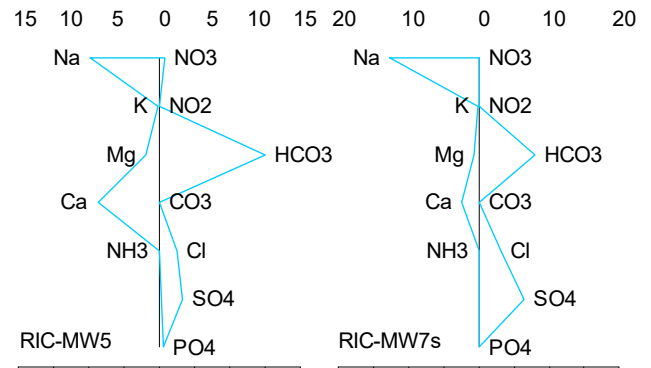 15 10 5 0 5 10 15 20 10 0 10 20
Na NO3 Na NO3
K NO2 K NO2
Mg HCO3 Mg HCO3
Ca CO3 Ca CO3
NH3 Cl NH3 Cl
SO4 SO4
RIC-MW5 PO4 RIC-MW7s PO4